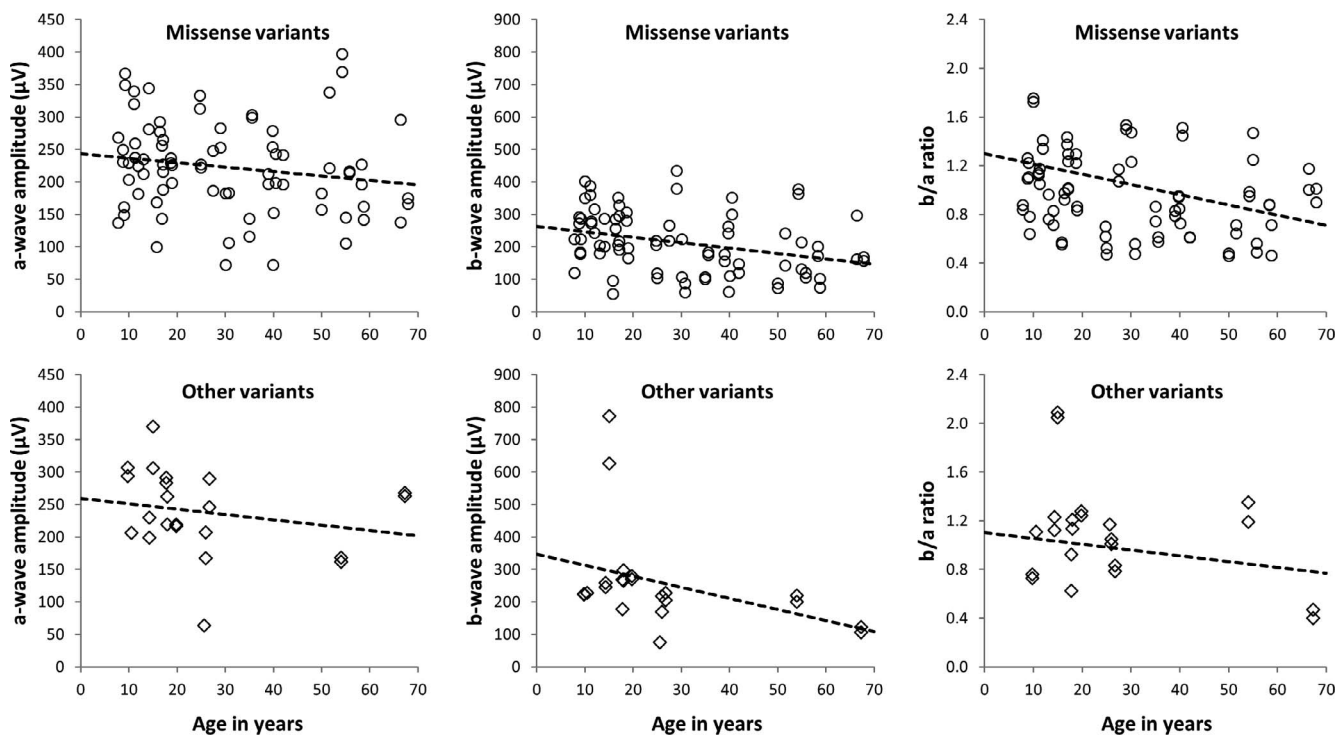 Missense variants
a-wave amplitude (µV)
450
400
350
300
250
200
150
100
50
0
0 10 20 30 40 50 60 70
Missense variants
b-wave amplitude (µV)
900
800
700
600
500
400
300
200
100
0
0 10 20 30 40 50 60 70
Missense variants
b/a ratio
2.4
2.0
1.6
1.2
0.8
0.4
0.0
0 10 20 30 40 50 60 70
Other variants
a-wave amplitude (µV)
450
400
350
300
250
200
150
100
50
0
0 10 20 30 40 50 60 70
Age in years
Other variants
b-wave amplitude (µV)
900
800
700
600
500
400
300
200
100
0
0 10 20 30 40 50 60 70
Age in years
Other variants
b/a ratio
2.4
2.0
1.6
1.2
0.8
0.4
0.0
0 10 20 30 40 50 60 70
Age in years